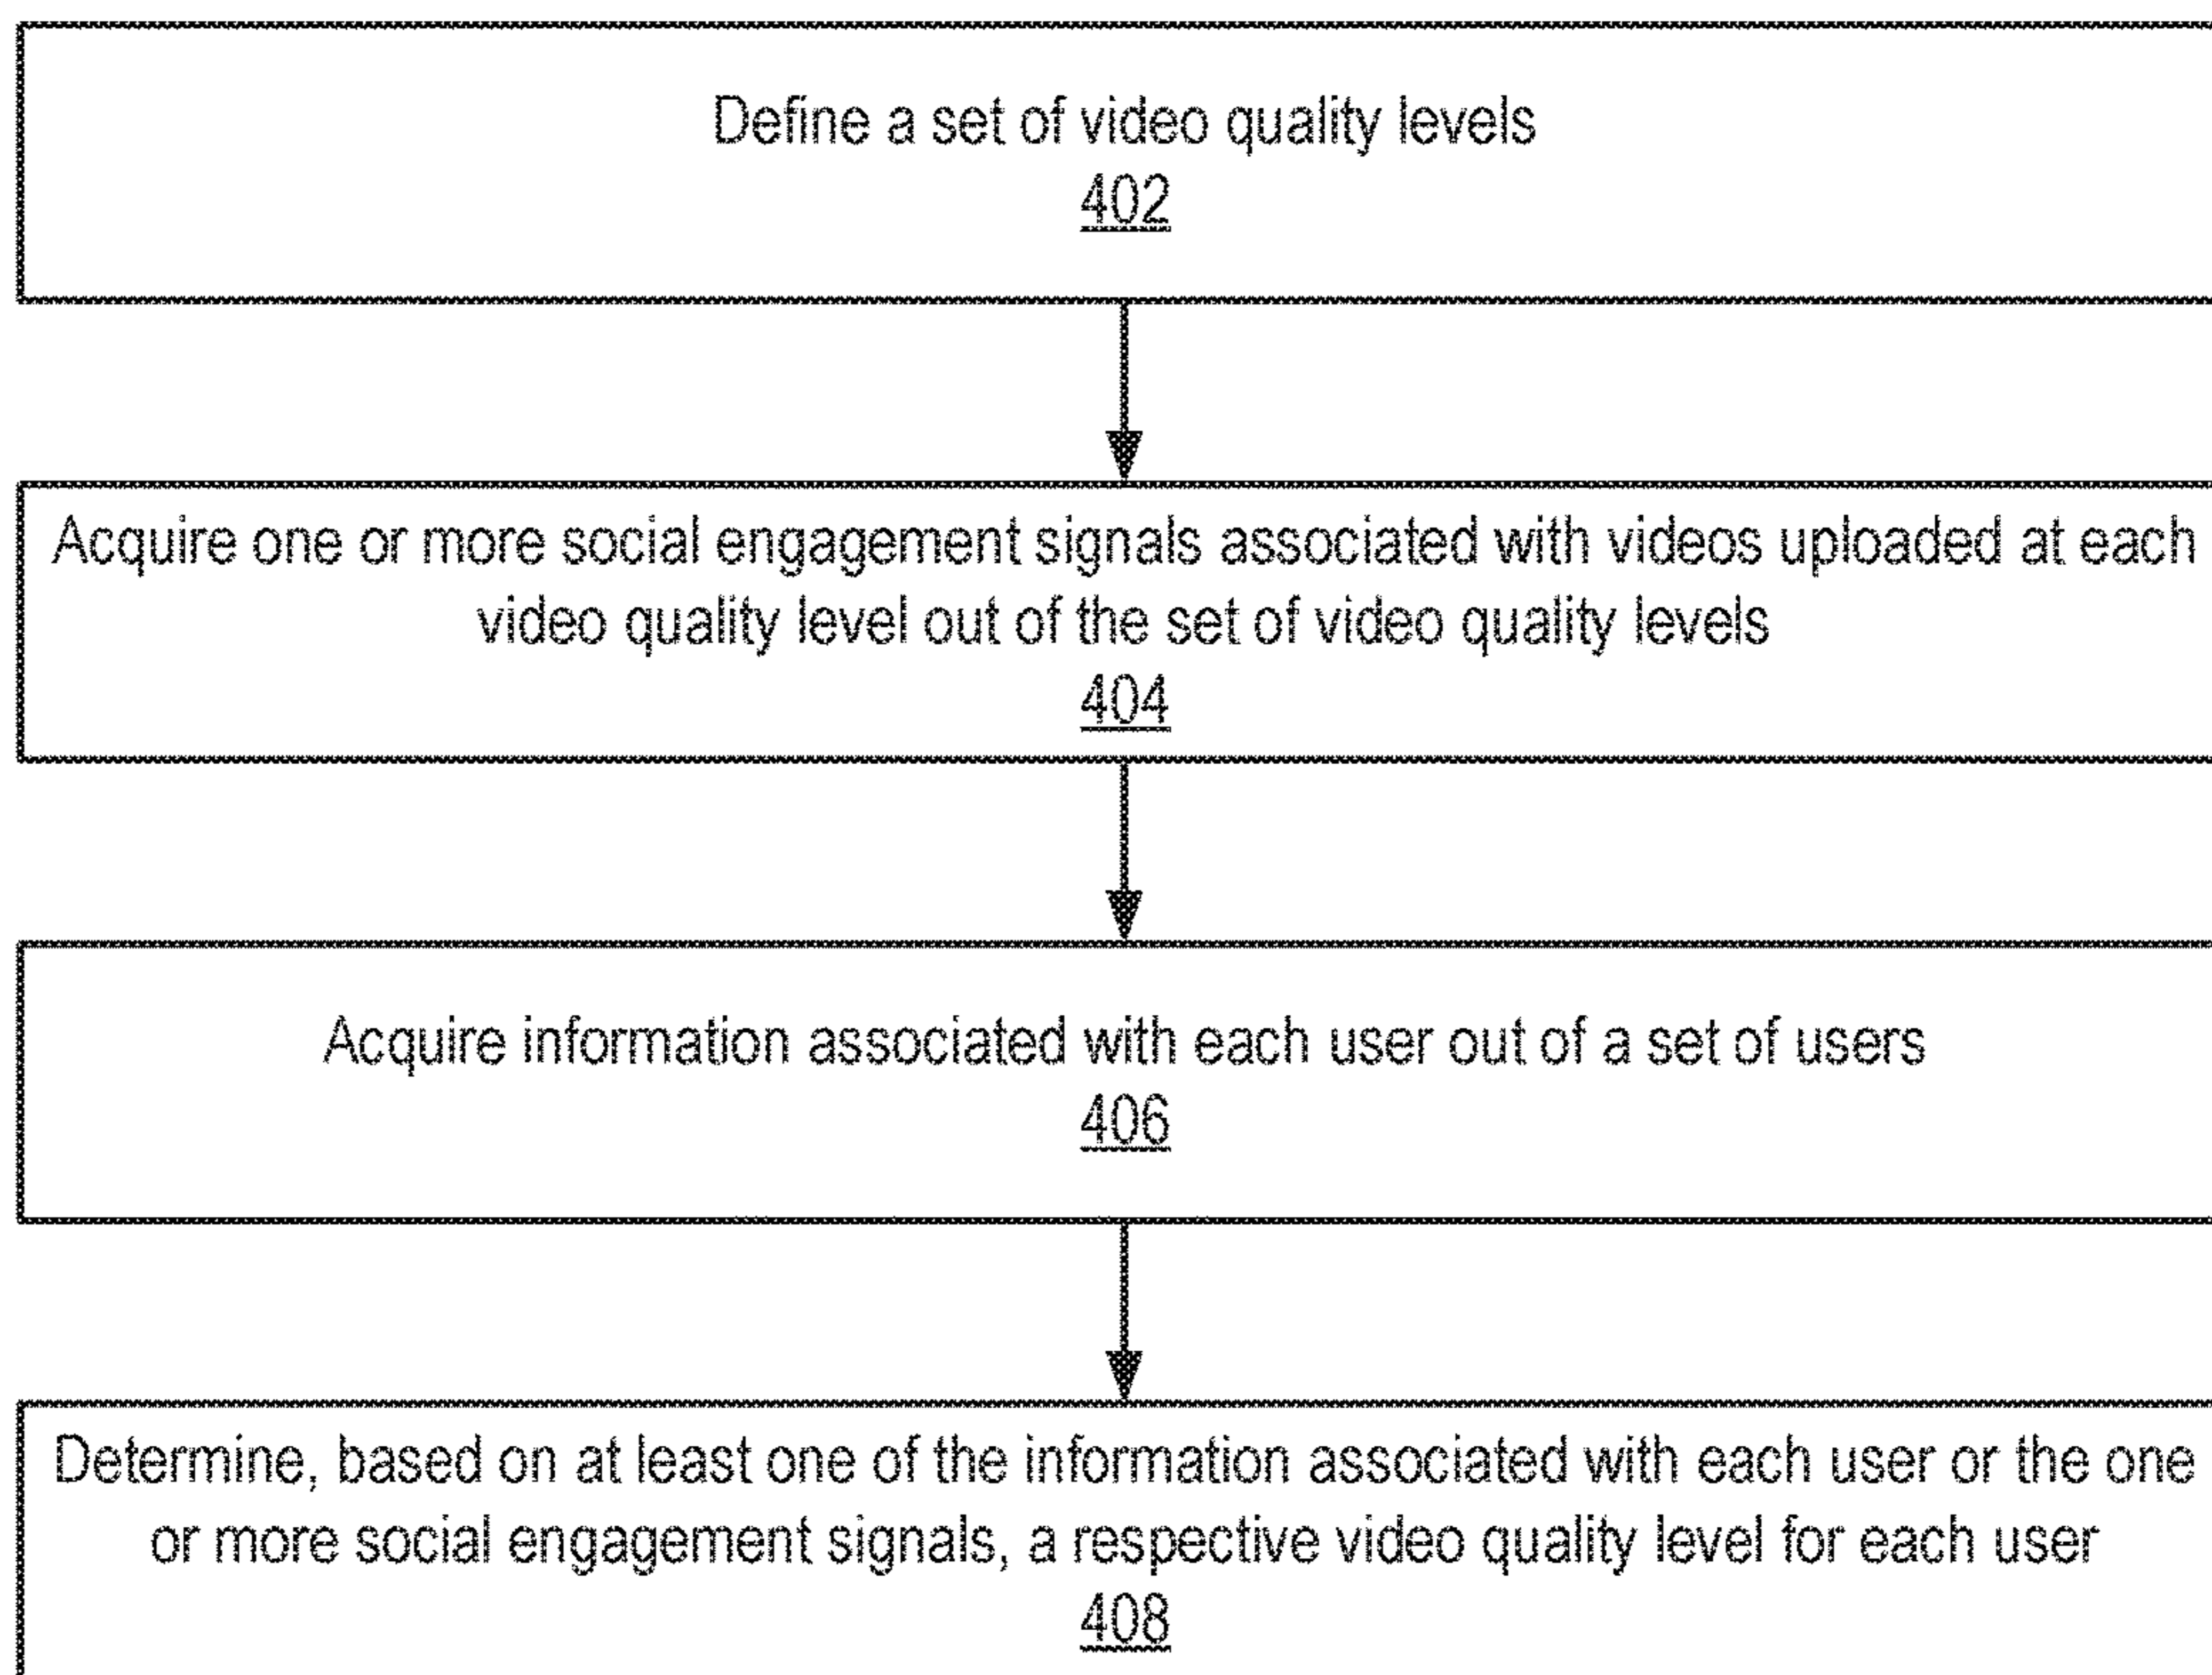 Define a set of video quality levels
402
Acquire one or more social engagement signals associated with videos uploaded at each
video quality level out of the set of video quality levels
404
Acquire information associated with each user out of a set of users
406
Determine, based on at least one of the information associated with each user or the one
or more social engagement signals, a respective video quality level for each user
408